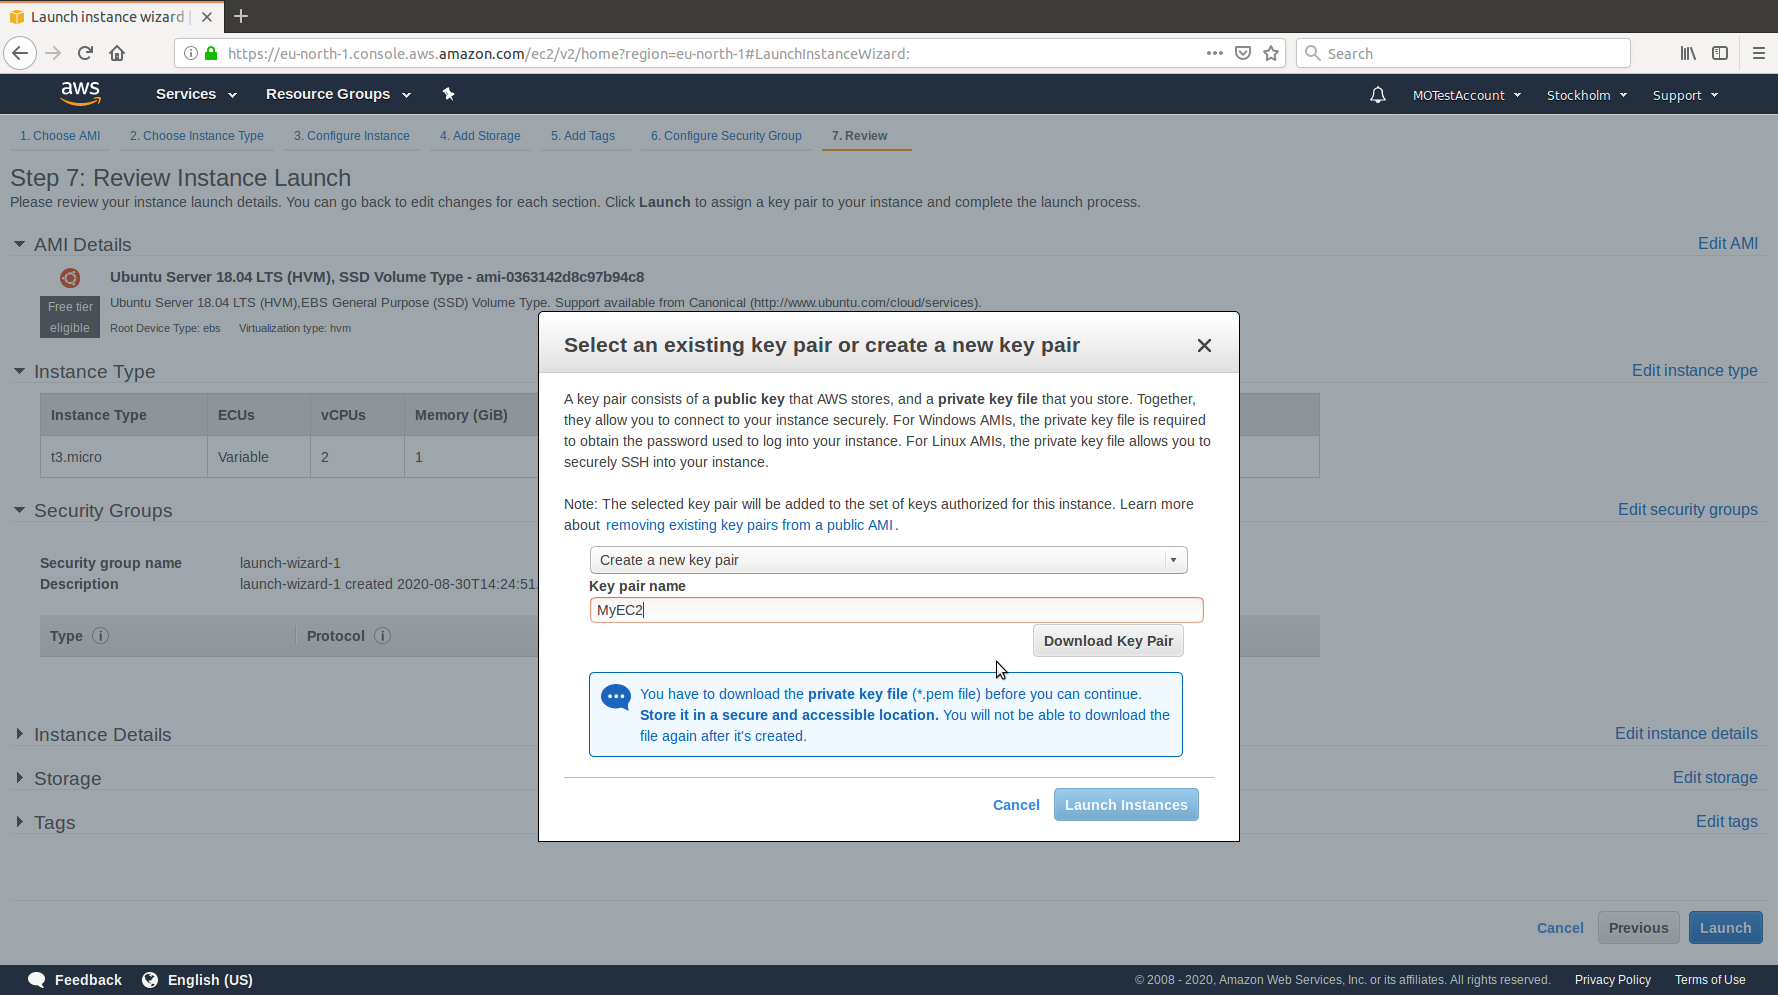 Launch instance wizard |
https://eu-north-1.console.aws.amazon.com/ec2/v2/home?region=eu-north-1#LaunchInstanceWizard:
Search
aws
Services
Resource Groups
MOTestAccount
Stockholm
Support
1. Choose AMI
2. Choose Instance Type
3. Configure Instance
4. Add Storage
5. Add Tags
6. Configure Security Group
7. Review
Step 7: Review Instance Launch
Please review your instance launch details. You can go back to edit changes for each section. Click Launch to assign a key pair to your instance and complete the launch process.
AMI Details
Edit AMI
Ubuntu Server 18.04 LTS (HVM), SSD Volume Type - ami-0363142d8c97b94c8
Free tier
eligible
Ubuntu Server 18.04 LTS (HVM),EBS General Purpose (SSD) Volume Type. Support available from Canonical (http://www.ubuntu.com/cloud/services).
Root Device Type: ebs Virtualization type: hvm
Instance Type
Edit instance type
Instance Type ECUs vCPUs Memory (GiB)
t3.micro Variable 2 1
Security Groups
Edit security groups
Security group name launch-wizard-1
Description launch-wizard-1 created 2020-08-30T14:24:51.
Type i Protocol i
Instance Details
Edit instance details
Storage
Edit storage
Tags
Edit tags
Select an existing key pair or create a new key pair
A key pair consists of a public key that AWS stores, and a private key file that you store. Together,
they allow you to connect to your instance securely. For Windows AMIs, the private key file is required
to obtain the password used to log into your instance. For Linux AMIs, the private key file allows you to
securely SSH into your instance.
Note: The selected key pair will be added to the set of keys authorized for this instance. Learn more
about removing existing key pairs from a public AMI .
Create a new key pair
Key pair name
MyEC2
Download Key Pair
You have to download the private key file (*.pem file) before you can continue.
Store it in a secure and accessible location. You will not be able to download the
file again after it's created.
Cancel
Launch Instances
Cancel
Previous
Launch
Feedback
English (US)
© 2008 - 2020, Amazon Web Services, Inc. or its affiliates. All rights reserved.
Privacy Policy
Terms of Use